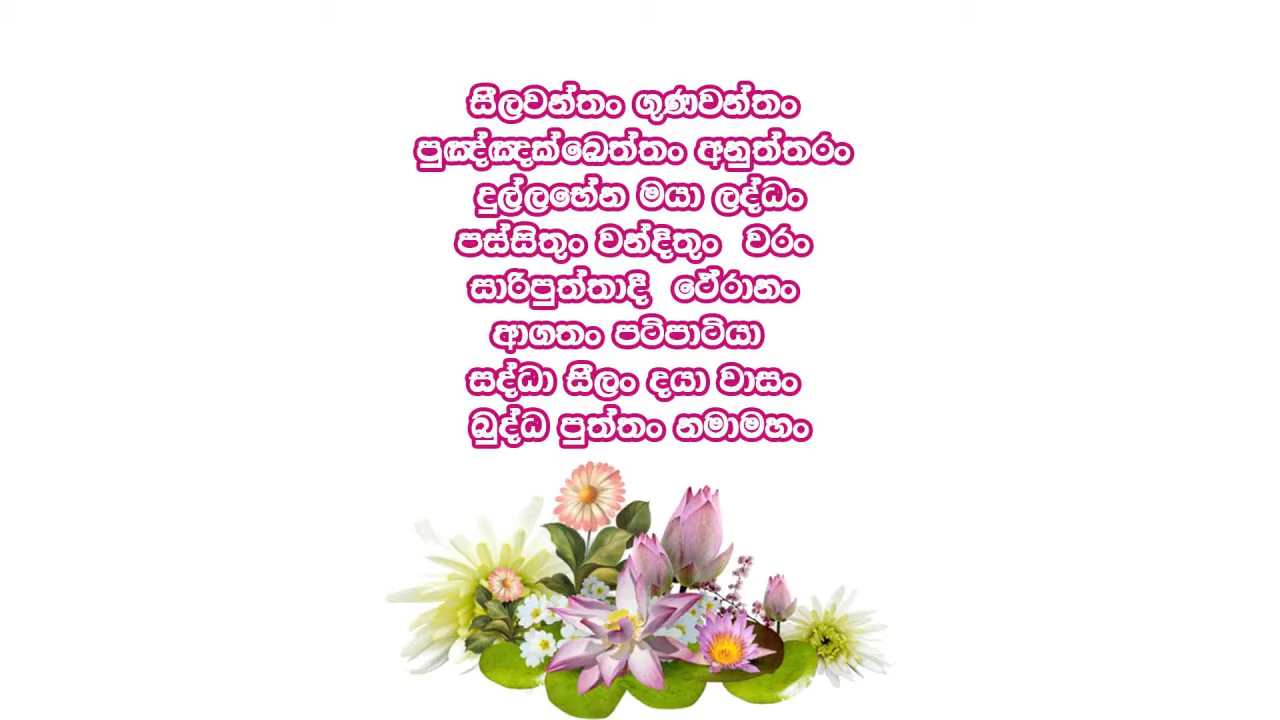 සීලවන්තං ගුණවන්තං
පුඤ්ඤක්ඛෙත්තං අනුත්තරං
දුල්ලභේන මයා ලද්ධං
පස්සිතුං වන්දිතුං වරං
සාරිපුත්තාදී ථේරානං
ආගතං පටිපාටියා
සද්ධා සීලං දයා වාසං
බුද්ධ පුත්තං නමාමහං